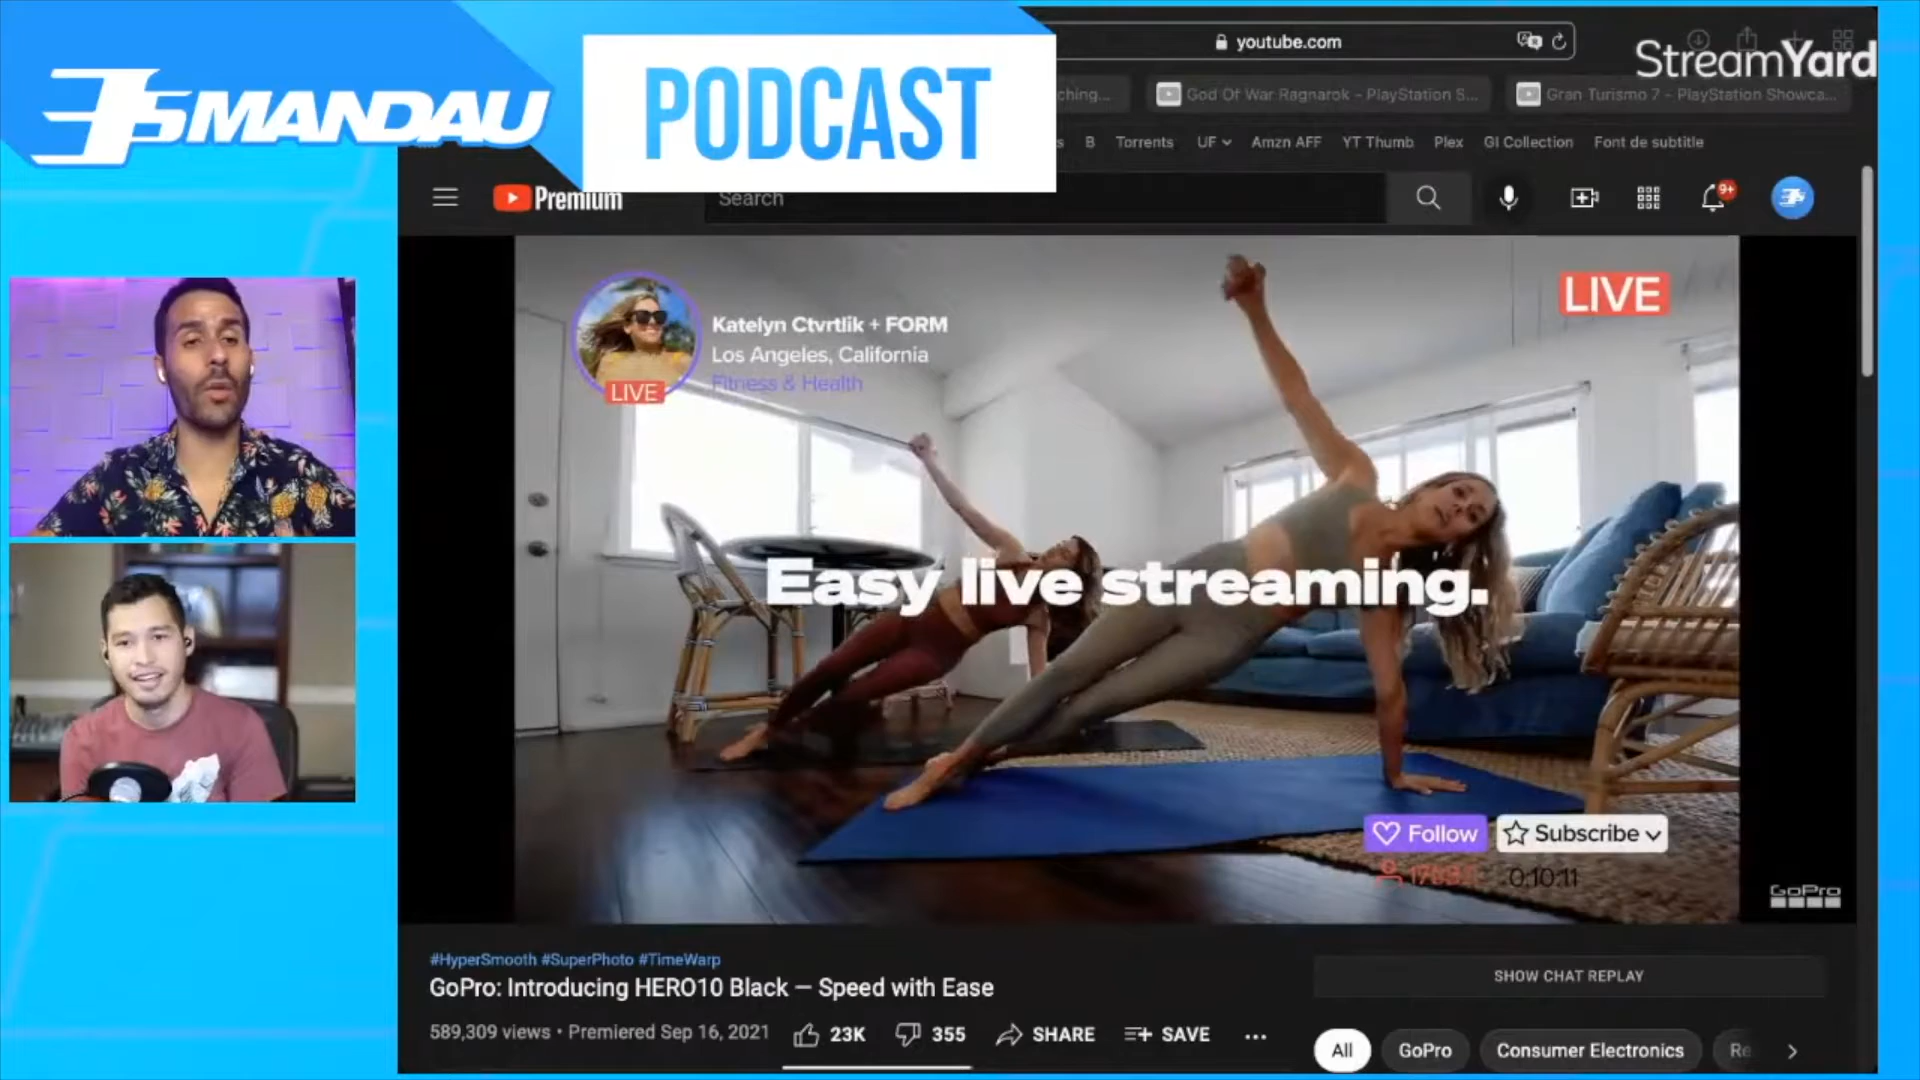 3SMANDAU
PODCAST
youtube.com
StreamYard
ching...
God Of War Ragnarok - PlayStation S...
Gran Turismo 7 - PlayStation Showca...
s
B
Torrents
UF
Amzn AFF
YT Thumb
Plex
GI Collection
Font de subtitle
Premium
Search
9+
LIVE
Katelyn Ctvrtlik + FORM
Los Angeles, California
Fitness & Health
LIVE
Easy live streaming.
Follow
Subscribe
0:10:11
GoPro
#HyperSmooth #SuperPhoto #TimeWarp
GoPro: Introducing HERO10 Black — Speed with Ease
589,309 views • Premiered Sep 16, 2021
23K
355
SHARE
SAVE
...
SHOW CHAT REPLAY
All
GoPro
Consumer Electronics
Re